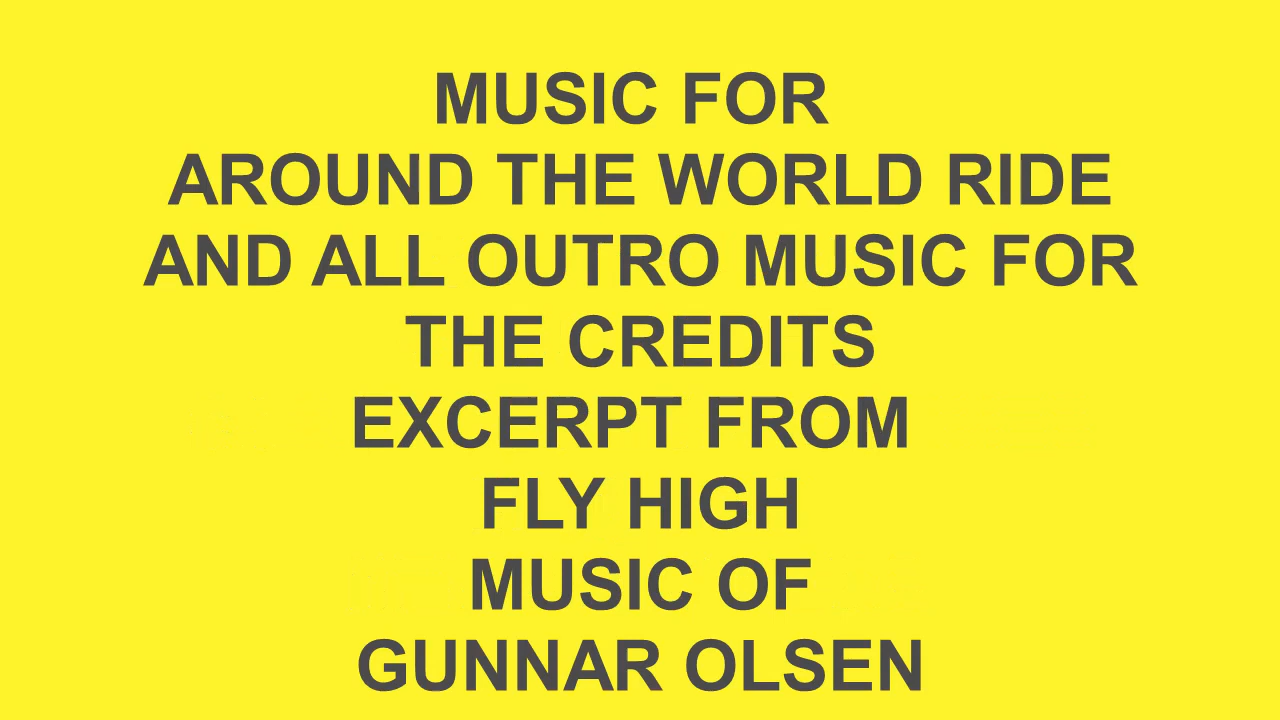 MUSIC FOR
AROUND THE WORLD RIDE
AND ALL OUTRO MUSIC FOR
THE CREDITS
EXCERPT FROM
FLY HIGH
MUSIC OF
GUNNAR OLSEN